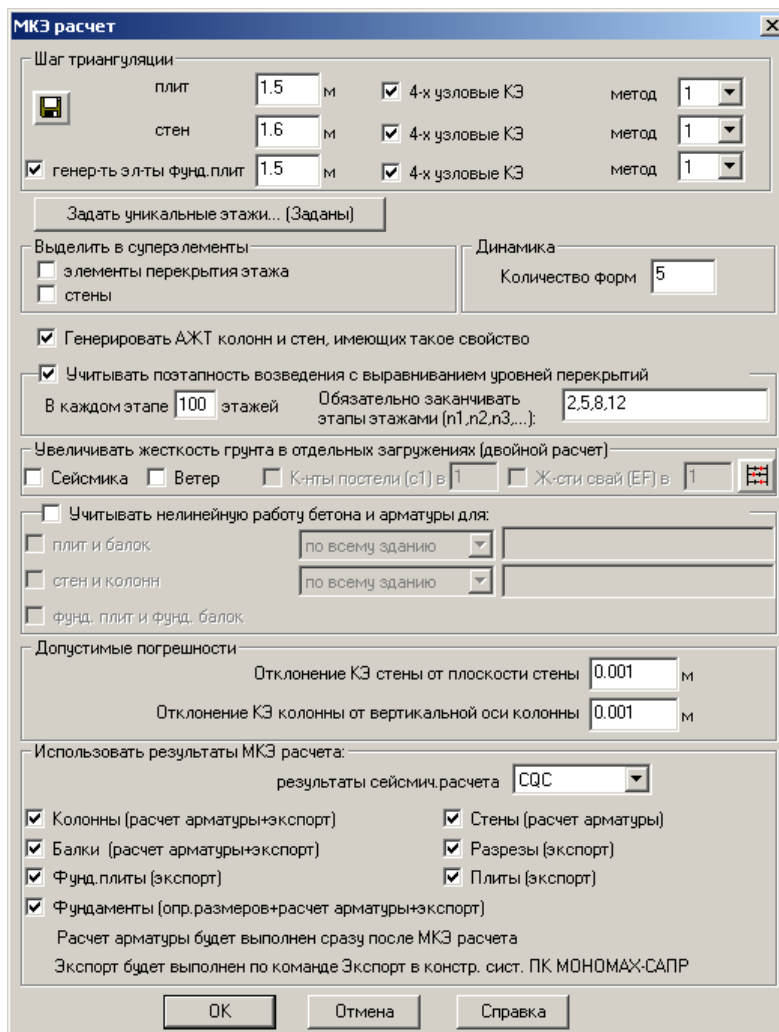 МКЭ расчет
Шаг триангуляции
плит 1.5 м 4-х узловые КЭ метод 1
стен 1.6 м 4-х узловые КЭ метод 1
генер-ть эл-ты фунд.плит 1.5 м 4-х узловые КЭ метод 1
Задать уникальные этажи... (Заданы)
Выделить в суперэлементы
элементы перекрытия этажа
стены
Динамика
Количество форм 5
Генерировать АЖТ колонн и стен, имеющих такое свойство
Учитывать поэтапность возведения с выравниванием уровней перекрытий
В каждом этапе 100 этажей
Обязательно заканчивать
этапы этажами (n1,n2,n3,...): 2,5,8,12
Увеличивать жесткость грунта в отдельных загружениях (двойной расчет)
Сейсмика Ветер К-нты постели (c1) в 1 Ж-сти свай (EF) в 1
Учитывать нелинейную работу бетона и арматуры для:
плит и балок по всему зданию
стен и колонн по всему зданию
фунд. плит и фунд. балок
Допустимые погрешности
Отклонение КЭ стены от плоскости стены 0.001 м
Отклонение КЭ колонны от вертикальной оси колонны 0.001 м
Использовать результаты МКЭ расчета:
результаты сейсмич.расчета CQC
Колонны (расчет арматуры+экспорт) Стены (расчет арматуры)
Балки (расчет арматуры+экспорт) Разрезы (экспорт)
Фунд.плиты (экспорт) Плиты (экспорт)
Фундаменты (опр.размеров+расчет арматуры+экспорт)
Расчет арматуры будет выполнен сразу после МКЭ расчета
Экспорт будет выполнен по команде Экспорт в констр. сист. ПК МОНОМАХ-САПР
OK Отмена Справка